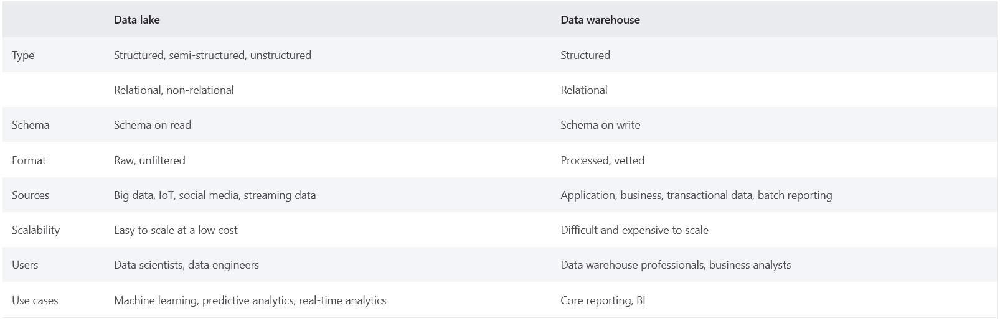 Data lake Data warehouse
Type Structured, semi-structured, unstructured Structured
Relational, non-relational Relational
Schema Schema on read Schema on write
Format Raw, unfiltered Processed, vetted
Sources Big data, IoT, social media, streaming data Application, business, transactional data, batch reporting
Scalability Easy to scale at a low cost Difficult and expensive to scale
Users Data scientists, data engineers Data warehouse professionals, business analysts
Use cases Machine learning, predictive analytics, real-time analytics Core reporting, BI